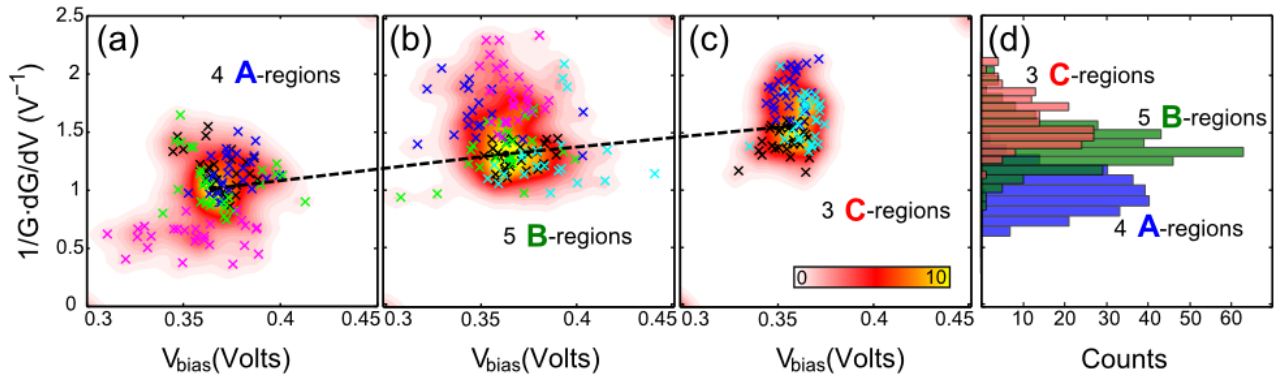 2.5
2
1.5
1
0.5
0
1/G·dG/dV (V⁻¹)
(a)
4 A-regions
0.3
0.35
0.4
0.45
V_bias(Volts)
(b)
5 B-regions
0.3
0.35
0.4
0.45
V_bias(Volts)
(c)
3 C-regions
0
10
0.3
0.35
0.4
0.45
V_bias(Volts)
(d)
3 C-regions
5 B-regions
4 A-regions
10 20 30 40 50 60
Counts